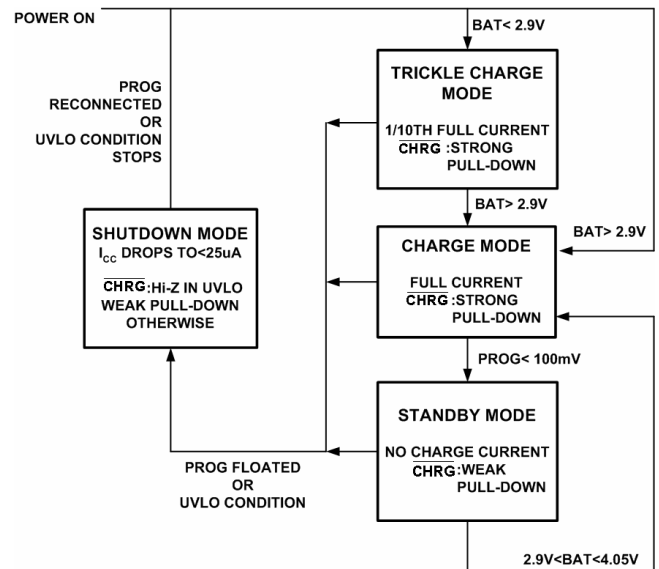 POWER ON
BAT< 2.9V
TRICKLE CHARGE
MODE
1/10TH FULL CURRENT
CHRG :STRONG
PULL-DOWN
PROG
RECONNECTED
OR
UVLO CONDITION
STOPS
BAT> 2.9V
BAT> 2.9V
SHUTDOWN MODE
ICC DROPS TO<25uA
CHRG:Hi-Z IN UVLO
WEAK PULL-DOWN
OTHERWISE
CHARGE MODE
FULL CURRENT
CHRG :STRONG
PULL-DOWN
PROG< 100mV
STANDBY MODE
NO CHARGE CURRENT
CHRG:WEAK
PULL-DOWN
PROG FLOATED
OR
UVLO CONDITION
2.9V<BAT<4.05V